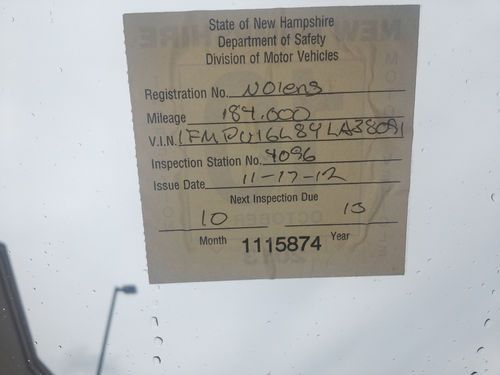 State of New Hampshire
Department of Safety
Division of Motor Vehicles
Registration No. NOlens
Mileage 184.000
V.I.N. 1FMPU16L84LA38091
Inspection Station No. 4096
Issue Date 11-17-12
Next Inspection Due
10 13
Month 1115874 Year